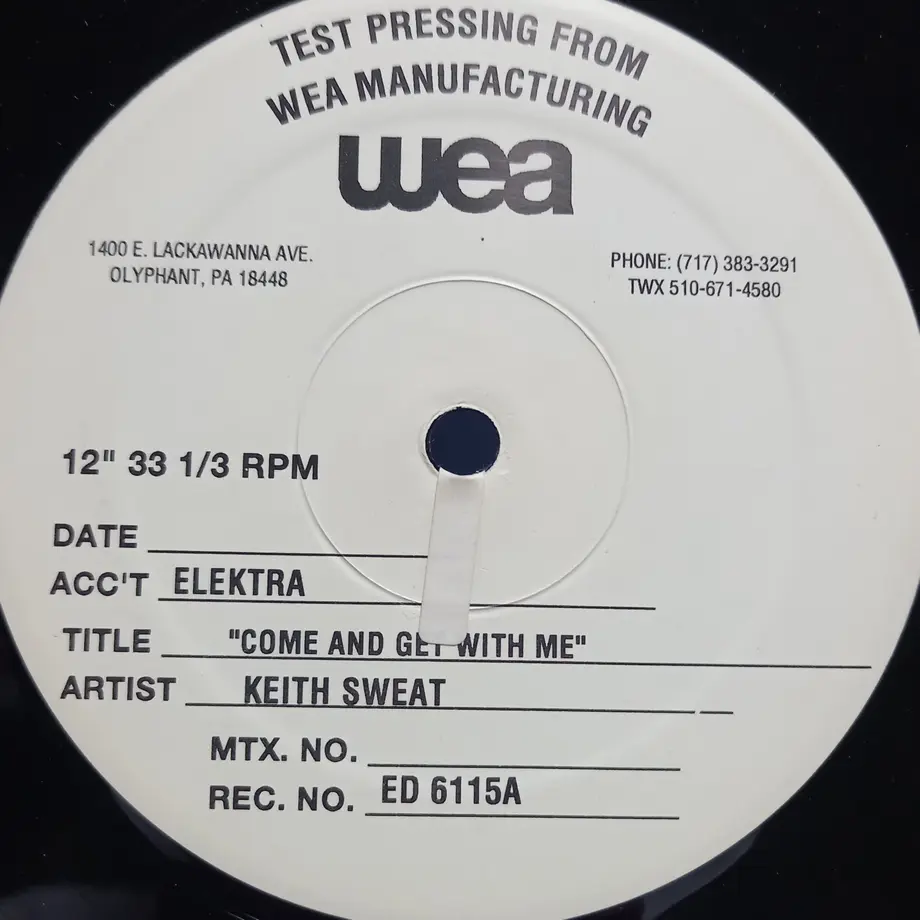 TEST PRESSING FROM
WEA MANUFACTURING
wea
1400 E. LACKAWANNA AVE.
OLYPHANT, PA 18448
PHONE: (717) 383-3291
TWX 510-671-4580
12" 33 1/3 RPM
DATE
ACC'T ELEKTRA
TITLE "COME AND GET WITH ME"
ARTIST KEITH SWEAT
MTX. NO.
REC. NO. ED 6115A